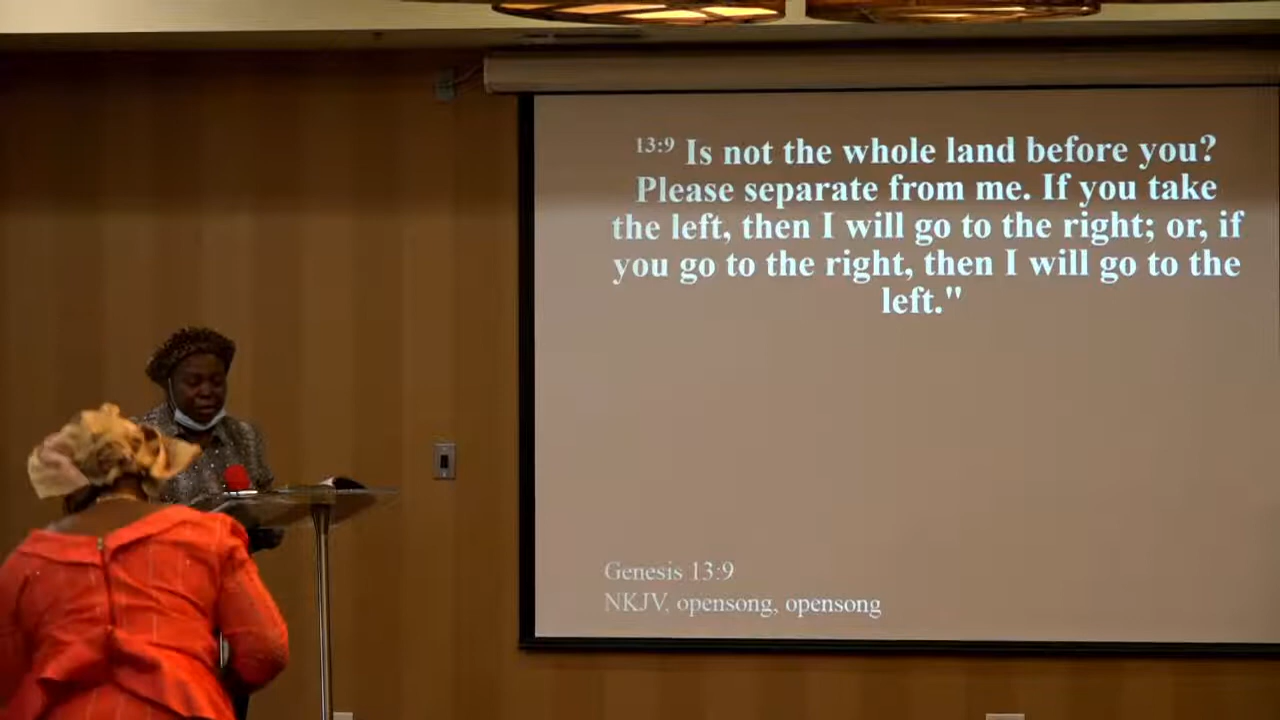 13:9 Is not the whole land before you?
Please separate from me. If you take
the left, then I will go to the right; or, if
you go to the right, then I will go to the
left."
Genesis 13:9
NKJV, opensong, opensong